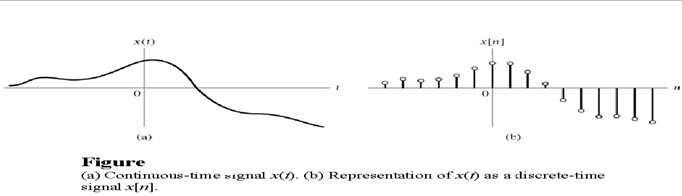 x(t)
t
0
(a)
x[n]
n
0
(b)
Figure
(a) Continuous-time signal x(t). (b) Representation of x(t) as a discrete-time
signal x[n].